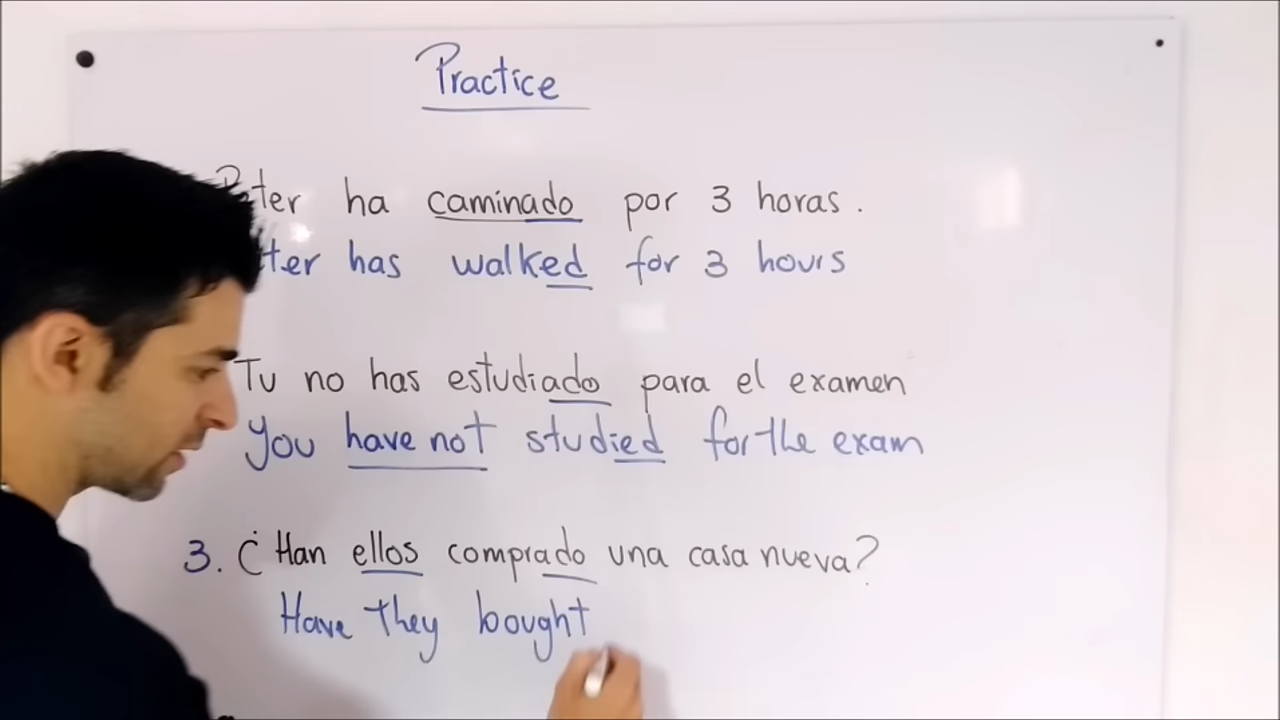 Practice
Peter ha caminado por 3 horas.
ter has walked for 3 hours
Tu no has estudiado para el examen
You have not studied for the exam
3. ¿Han ellos comprado una casa nueva?
Have they bought